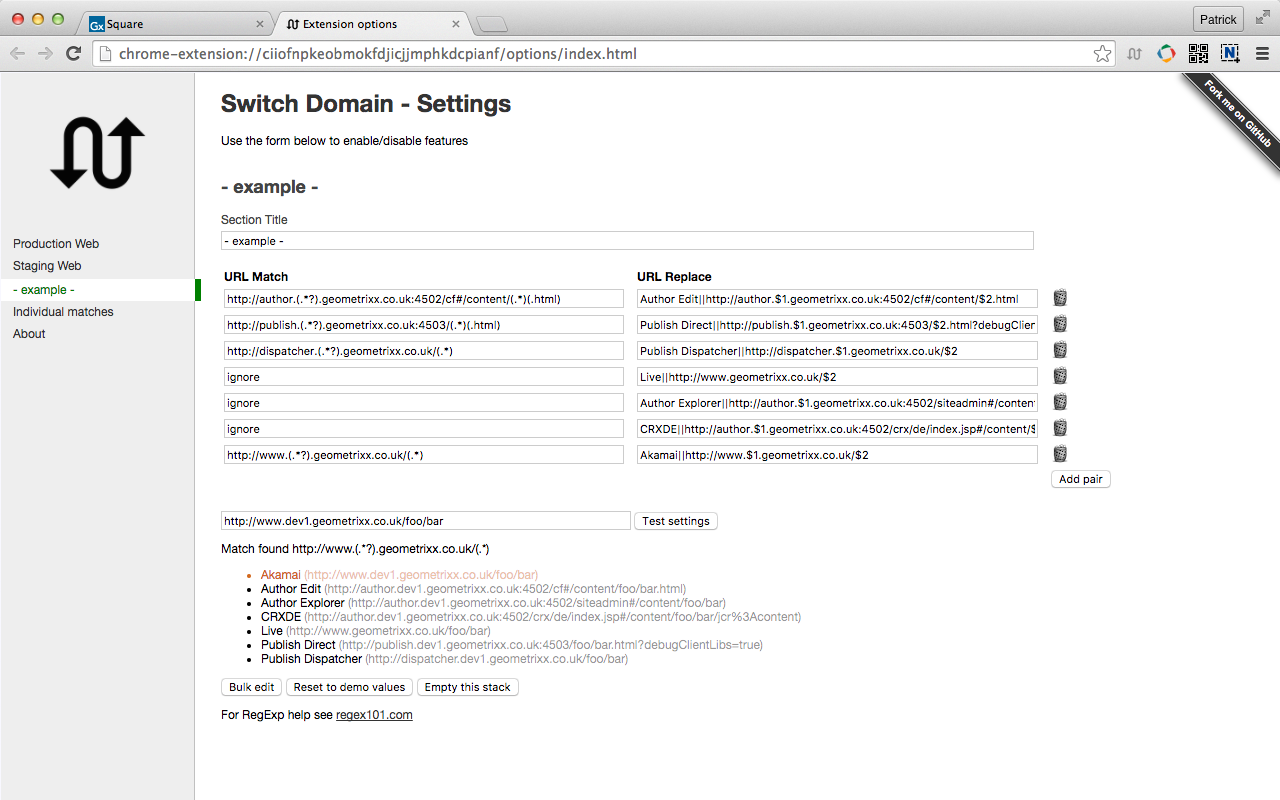 Square
Extension options
Patrick
chrome-extension://ciiofnpkeobmokfdjicjjmphkdcpianf/options/index.html
Fork me on GitHub
Production Web
Staging Web
- example -
Individual matches
About
Switch Domain - Settings
Use the form below to enable/disable features
- example -
Section Title
- example -
URL Match URL Replace
http://author.(.*?).geometrixx.co.uk:4502/cf#/content/(.*)(.html) Author Edit||http://author.$1.geometrixx.co.uk:4502/cf#/content/$2.html
http://publish.(.*?).geometrixx.co.uk:4503/(.*)(.html) Publish Direct||http://publish.$1.geometrixx.co.uk:4503/$2.html?debugClien
http://dispatcher.(.*?).geometrixx.co.uk/(.*) Publish Dispatcher||http://dispatcher.$1.geometrixx.co.uk/$2
ignore Live||http://www.geometrixx.co.uk/$2
ignore Author Explorer||http://author.$1.geometrixx.co.uk:4502/siteadmin#/conten
ignore CRXDE||http://author.$1.geometrixx.co.uk:4502/crx/de/index.jsp#/content/$
http://www.(.*?).geometrixx.co.uk/(.*) Akamai||http://www.$1.geometrixx.co.uk/$2
Add pair
http://www.dev1.geometrixx.co.uk/foo/bar Test settings
Match found http://www.(.*?).geometrixx.co.uk/(.*)
Akamai (http://www.dev1.geometrixx.co.uk/foo/bar)
Author Edit (http://author.dev1.geometrixx.co.uk:4502/cf#/content/foo/bar.html)
Author Explorer (http://author.dev1.geometrixx.co.uk:4502/siteadmin#/content/foo/bar)
CRXDE (http://author.dev1.geometrixx.co.uk:4502/crx/de/index.jsp#/content/foo/bar/jcr%3Acontent)
Live (http://www.geometrixx.co.uk/foo/bar)
Publish Direct (http://publish.dev1.geometrixx.co.uk:4503/foo/bar.html?debugClientLibs=true)
Publish Dispatcher (http://dispatcher.dev1.geometrixx.co.uk/foo/bar)
Bulk edit Reset to demo values Empty this stack
For RegExp help see regex101.com